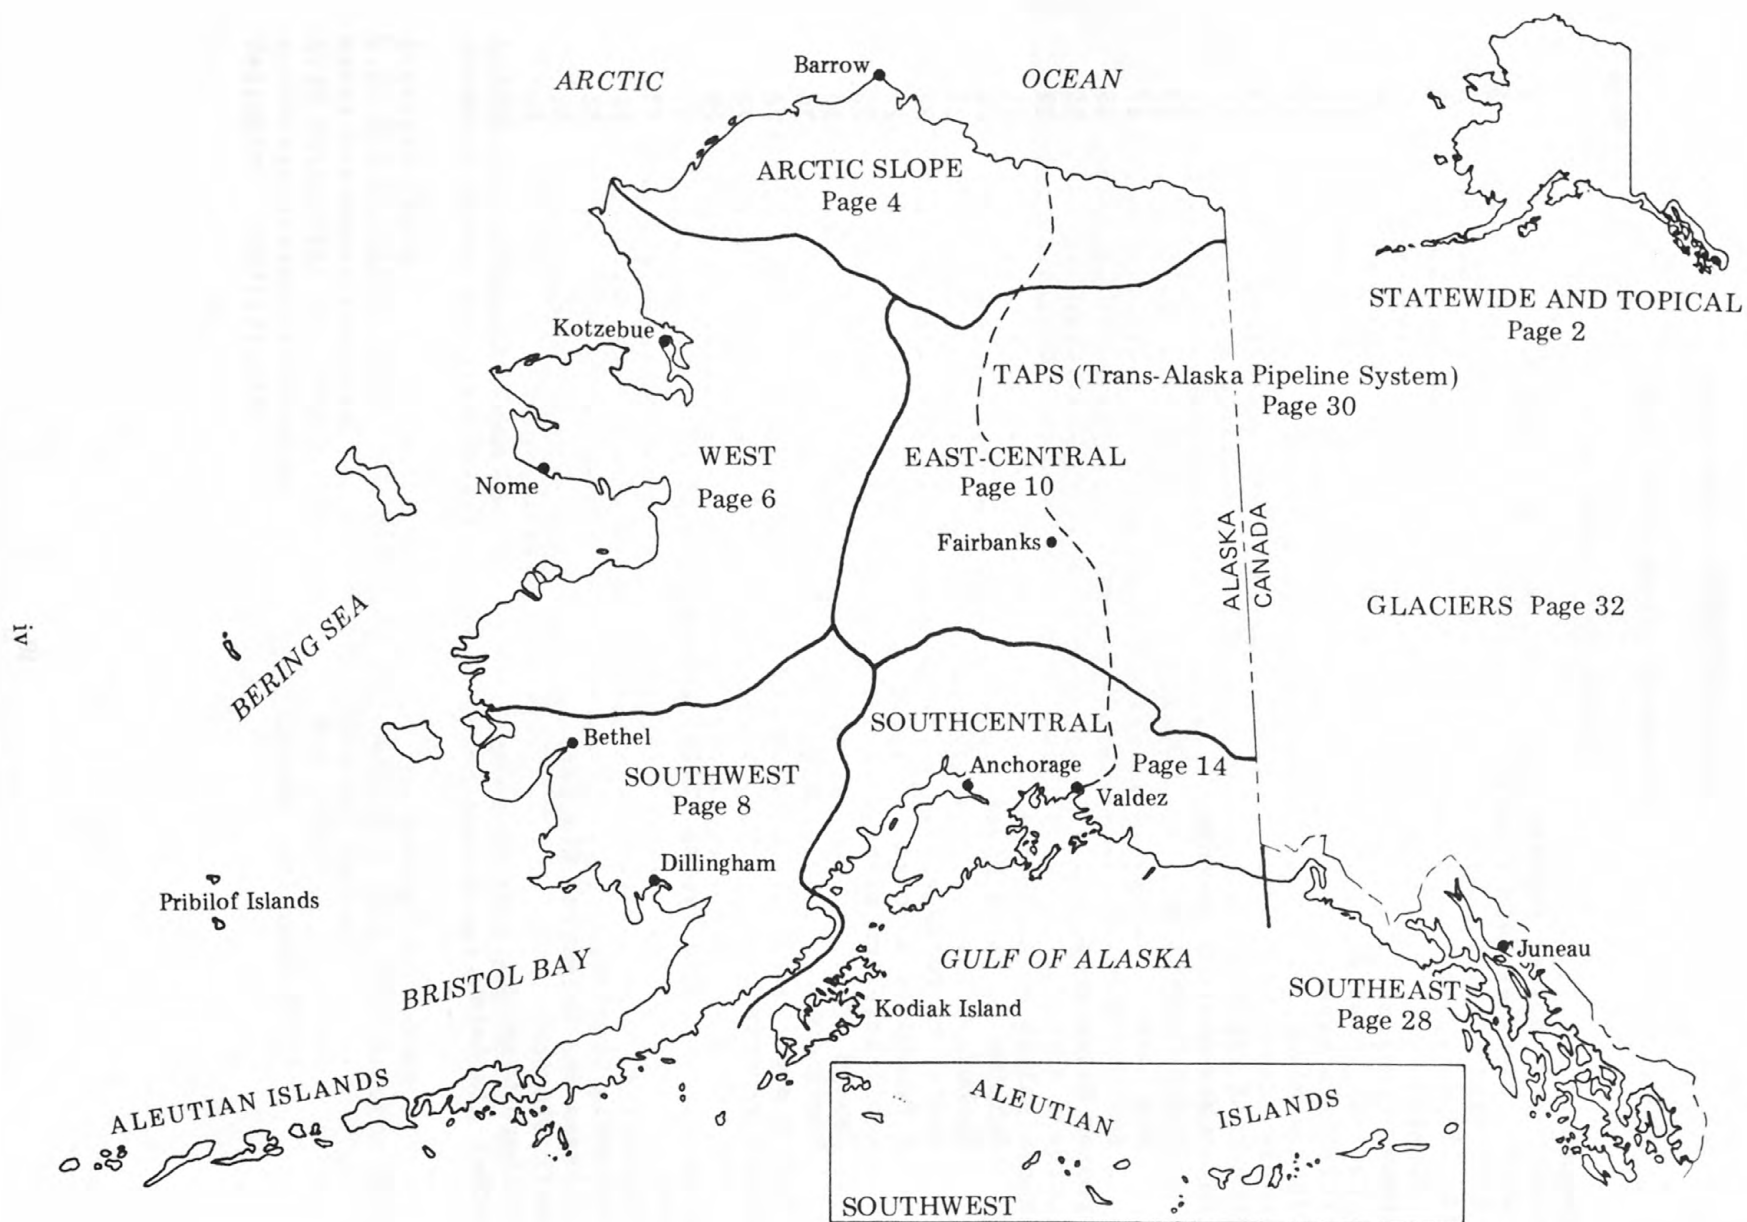 ARCTIC OCEAN
Barrow
ARCTIC SLOPE
Page 4
STATEWIDE AND TOPICAL
Page 2
Kotzebue
TAPS (Trans-Alaska Pipeline System)
Page 30
WEST
Page 6
EAST-CENTRAL
Page 10
Nome
Fairbanks
ALASKA
CANADA
GLACIERS Page 32
BERING SEA
iv
Bethel
SOUTHWEST
Page 8
SOUTHCENTRAL
Page 14
Anchorage
Valdez
Dillingham
Pribilof Islands
BRISTOL BAY
GULF OF ALASKA
Kodiak Island
Juneau
SOUTHEAST
Page 28
ALEUTIAN ISLANDS
ALEUTIAN ISLANDS
SOUTHWEST